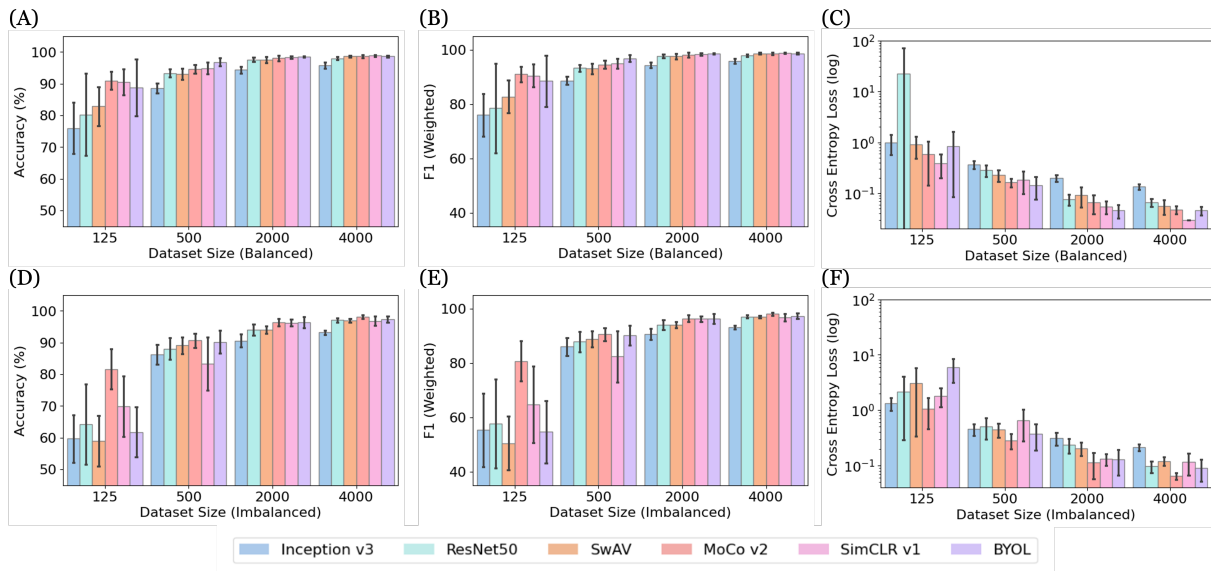 (A)
Accuracy (%)
100
90
80
70
60
50
125 500 2000 4000
Dataset Size (Balanced)
(B)
F1 (Weighted)
100
80
60
40
125 500 2000 4000
Dataset Size (Balanced)
(C)
Cross Entropy Loss (log)
10^2
10^1
10^0
10^−1
125 500 2000 4000
Dataset Size (Balanced)
(D)
Accuracy (%)
100
90
80
70
60
50
125 500 2000 4000
Dataset Size (Imbalanced)
(E)
F1 (Weighted)
100
80
60
40
125 500 2000 4000
Dataset Size (Imbalanced)
(F)
Cross Entropy Loss (log)
10^2
10^1
10^0
10^−1
125 500 2000 4000
Dataset Size (Imbalanced)
Inception v3 ResNet50 SwAV MoCo v2 SimCLR v1 BYOL